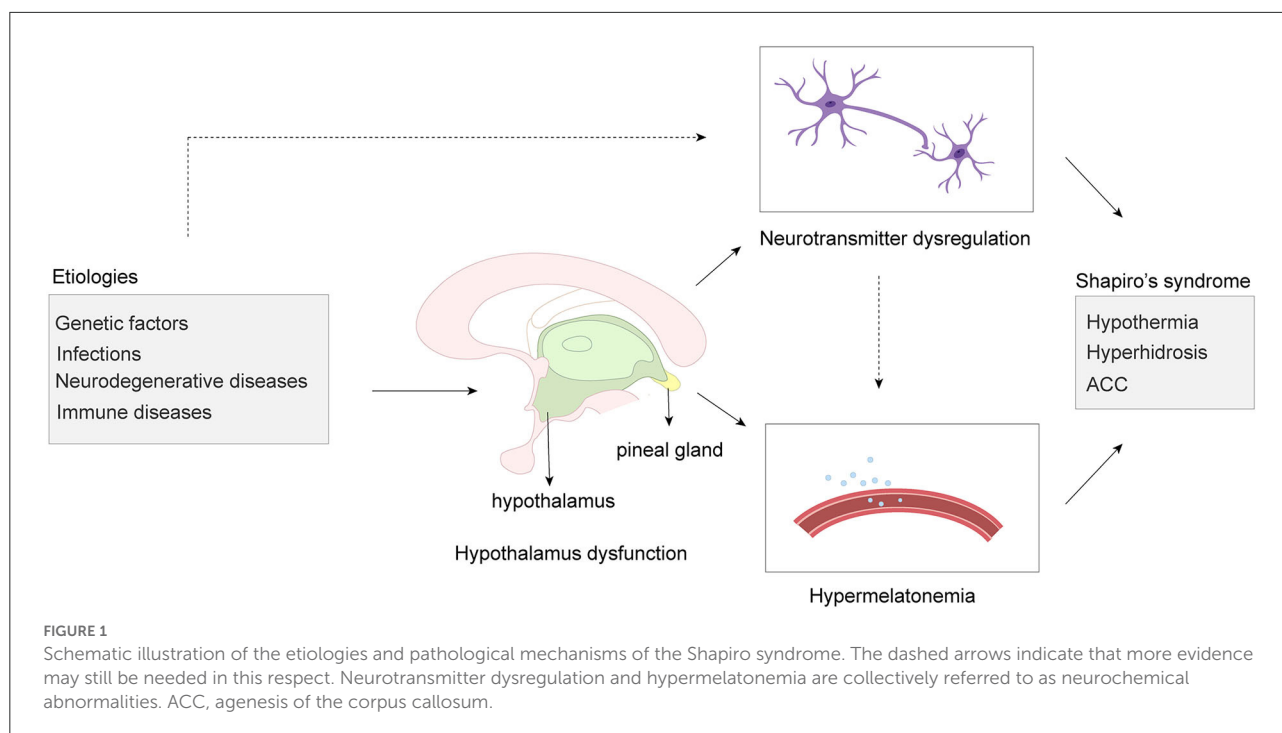 Neurotransmitter dysregulation
Etiologies
Genetic factors
Infections
Neurodegenerative diseases
Immune diseases
pineal gland
hypothalamus
Hypothalamus dysfunction
Hypermelatonemia
Shapiro's syndrome
Hypothermia
Hyperhidrosis
ACC
FIGURE 1
Schematic illustration of the etiologies and pathological mechanisms of the Shapiro syndrome. The dashed arrows indicate that more evidence
may still be needed in this respect. Neurotransmitter dysregulation and hypermelatonemia are collectively referred to as neurochemical
abnormalities. ACC, agenesis of the corpus callosum.